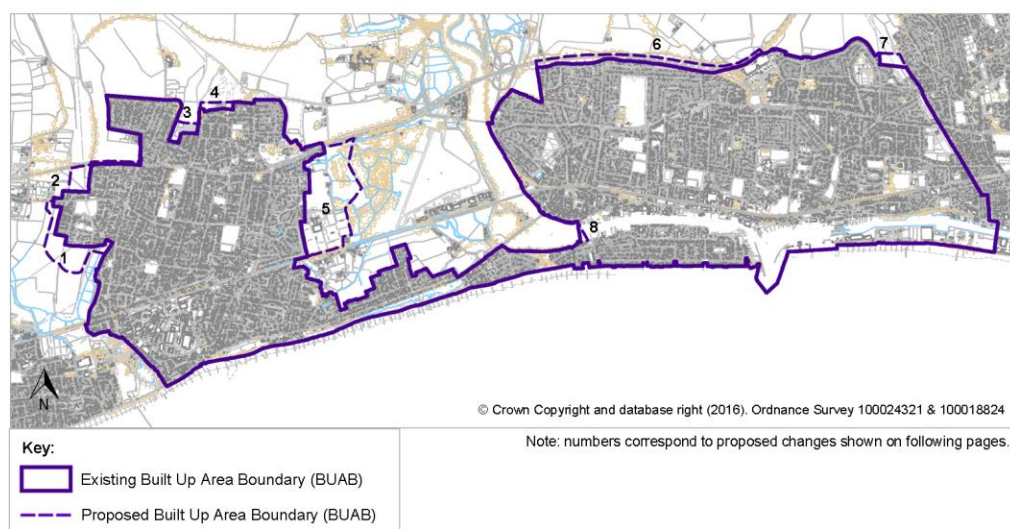 6
7
4
3
2
5
8
1
N
© Crown Copyright and database right (2016). Ordnance Survey 100024321 & 100018824
Note: numbers correspond to proposed changes shown on following pages.
Key:
Existing Built Up Area Boundary (BUAB)
Proposed Built Up Area Boundary (BUAB)